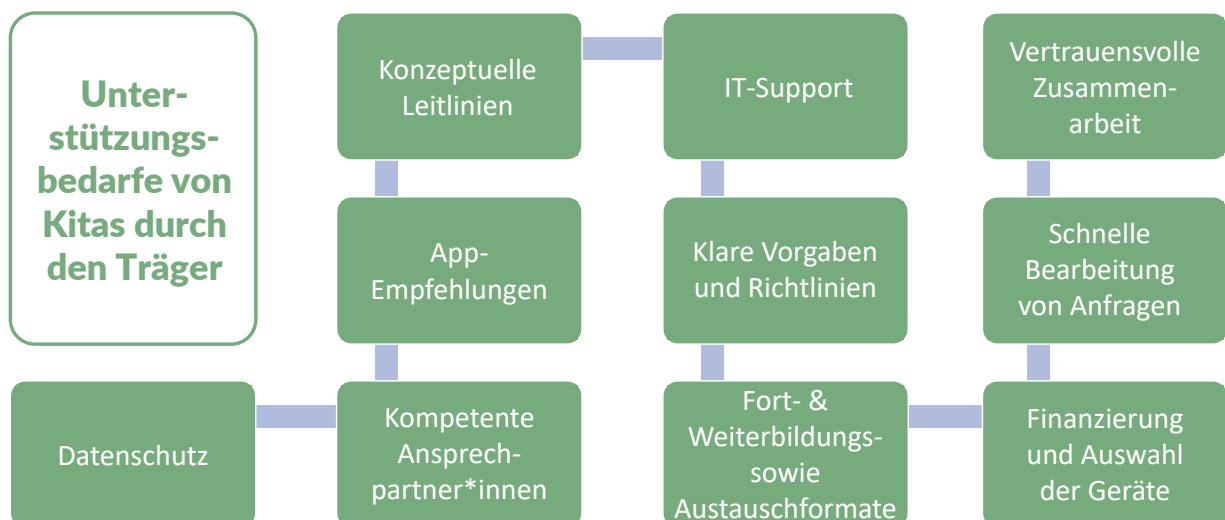 Unter-
stützungs-
bedarfe von
Kitas durch
den Träger
Datenschutz
Kompetente
Ansprech-
partner*innen
App-
Empfehlungen
Konzeptuelle
Leitlinien
IT-Support
Klare Vorgaben
und Richtlinien
Fort- &
Weiterbildungs-
sowie
Austauschformate
Finanzierung
und Auswahl
der Geräte
Schnelle
Bearbeitung
von Anfragen
Vertrauensvolle
Zusammen-
arbeit